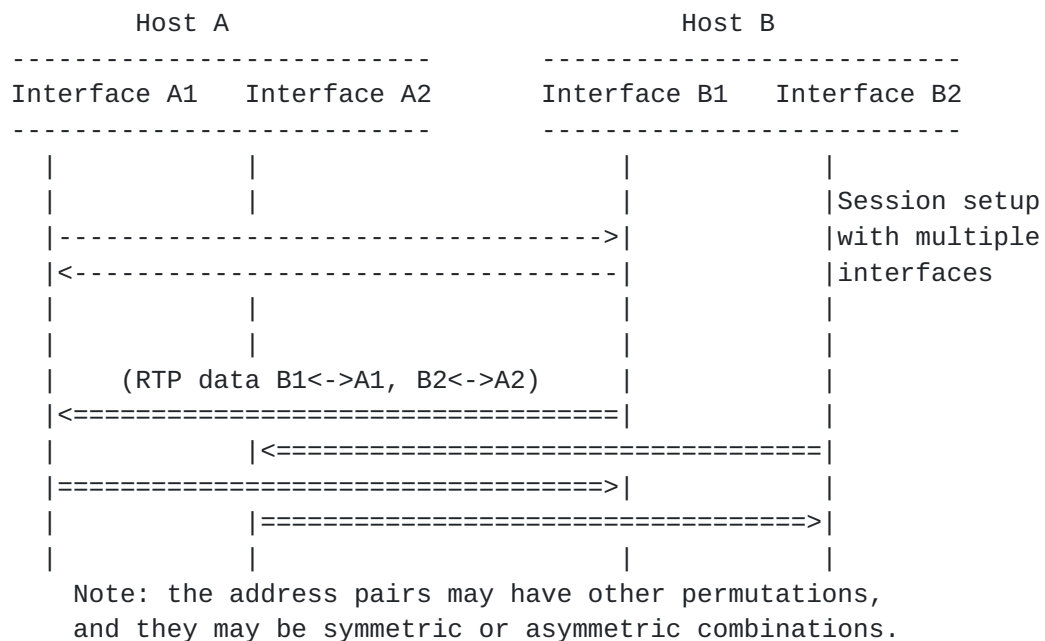 Host A                             Host B
---------------------------       ---------------------------
Interface A1   Interface A2       Interface B1   Interface B2
---------------------------       ---------------------------
  |            |                       |            |
  |            |                       |            |Session setup
  |----------------------------------->|            |with multiple
  |<-----------------------------------|            |interfaces
  |            |                       |            |
  |            |                       |            |
  |    (RTP data B1<->A1, B2<->A2)     |            |
  |<===================================|            |
  |            |<===================================|
  |===================================>|            |
  |            |===================================>|
  |            |                       |            |
Note: the address pairs may have other permutations,
and they may be symmetric or asymmetric combinations.